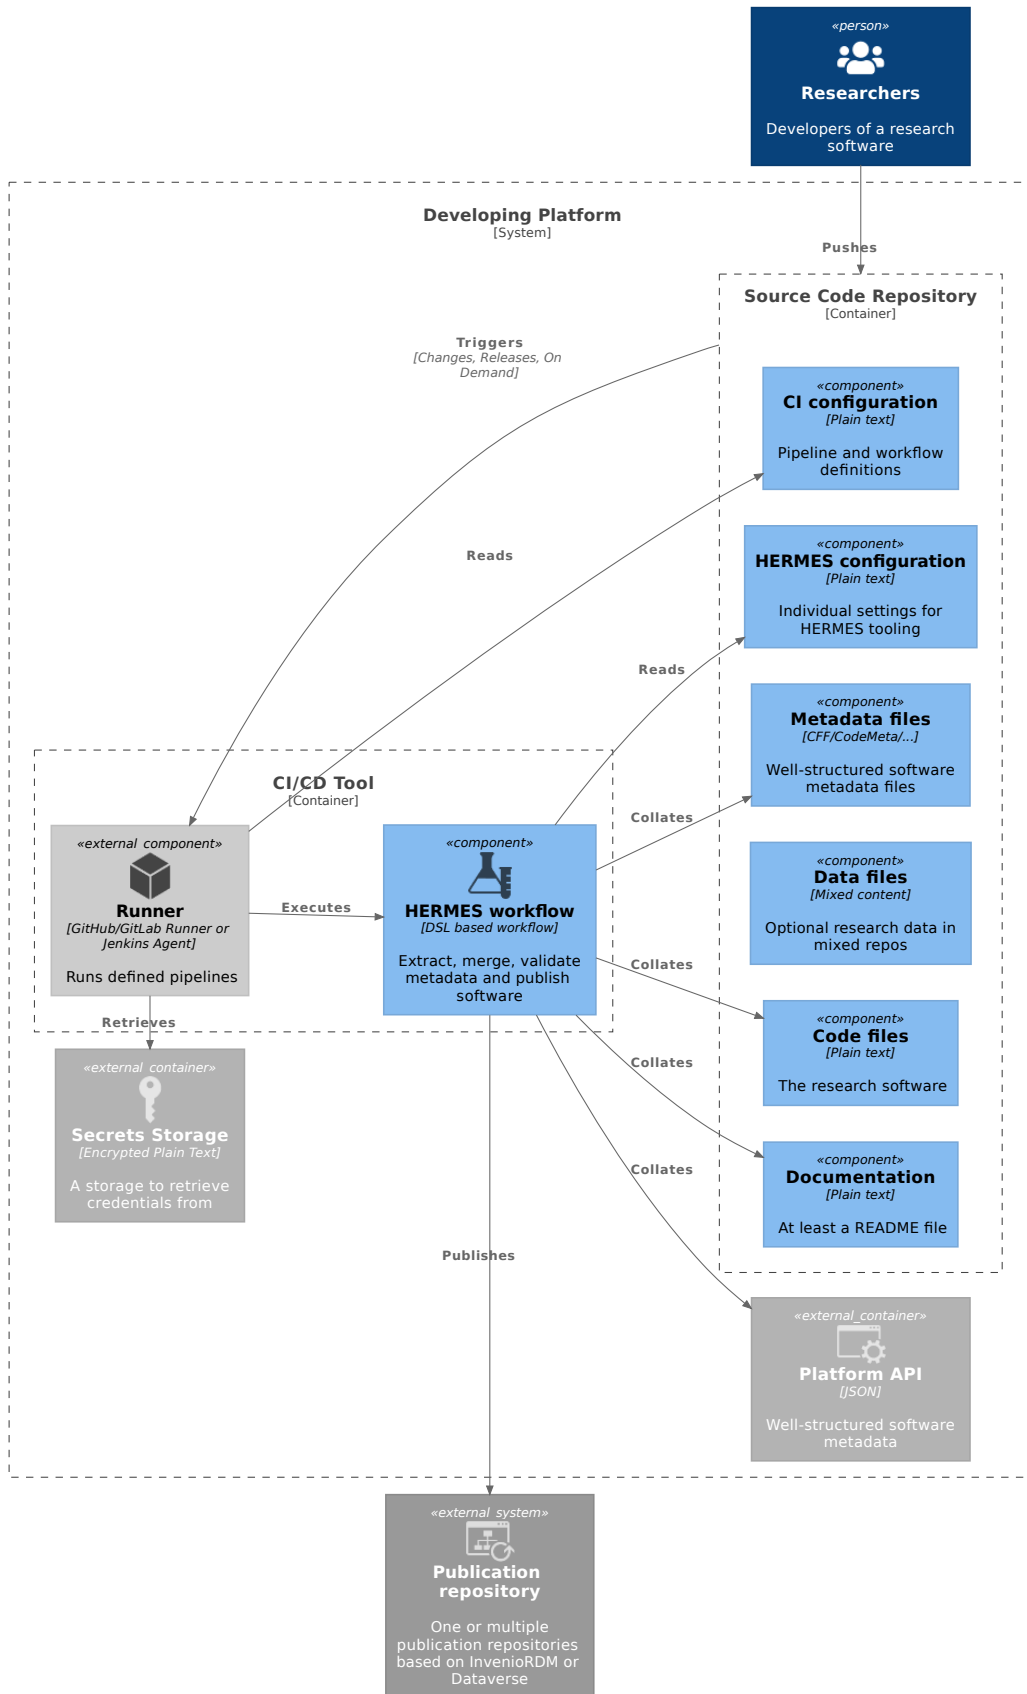 «person»
Researchers
Developers of a research
software
Developing Platform
[System]
Pushes
Source Code Repository
[Container]
Triggers
[Changes, Releases, On
Demand]
«component»
CI configuration
[Plain text]
Pipeline and workflow
definitions
Reads
«component»
HERMES configuration
[Plain text]
Individual settings for
HERMES tooling
Reads
«component»
Metadata files
[CFF/CodeMeta/...]
Well-structured software
metadata files
CI/CD Tool
[Container]
Collates
«external_component»
Runner
[GitHub/GitLab Runner or
Jenkins Agent]
Runs defined pipelines
Executes
«component»
HERMES workflow
[DSL based workflow]
Extract, merge, validate
metadata and publish
software
«component»
Data files
[Mixed content]
Optional research data in
mixed repos
Collates
«component»
Code files
[Plain text]
The research software
Retrieves
Collates
«external_container»
Secrets Storage
[Encrypted Plain Text]
A storage to retrieve
credentials from
Collates
«component»
Documentation
[Plain text]
At least a README file
Publishes
«external_container»
Platform API
[JSON]
Well-structured software
metadata
«external_system»
Publication
repository
One or multiple
publication repositories
based on InvenioRDM or
Dataverse